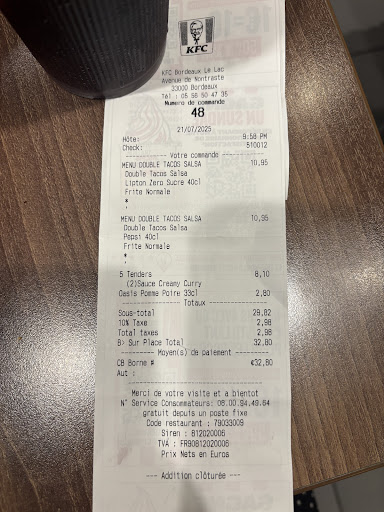 KFC
KFC Bordeaux Le Lac
Avenue de Nontraste
33000 Bordeaux
Tel : 05 56 50 47 35
Numero de commande
48
21/07/2025
Hôte: 9:58 PM
Check: 510012
---------- Votre commande ----------
MENU DOUBLE TACOS SALSA 10,95
Double Tacos Salsa
Lipton Zero Sucre 40cl
Frite Normale
*
MENU DOUBLE TACOS SALSA 10,95
Double Tacos Salsa
Pepsi 40cl
Frite Normale
*
5 Tenders 8,10
(2)Sauce Creamy Curry
Oasis Pomme Poire 33cl 2,80
---------- Totaux ----------
Sous-total 29,82
10% Taxe 2,98
Total taxes 2,98
B> Sur Place Total 32,80
-------- Moyen(s) de paiement --------
CB Borne # €32,80
Aut :
Merci de votre visite et a bientot
N° Service Consommateurs: 08.00.94.49.64
gratuit depuis un poste fixe
Code restaurant : 79033009
Siren : 812020006
TVA : FR90812020006
Prix Nets en Euros
--- Addition clôturée ---